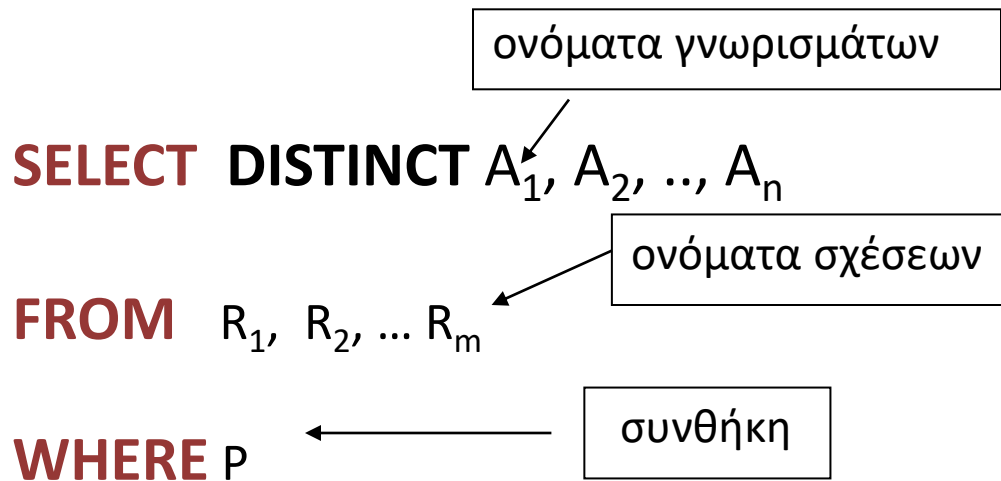 ονόματα γνωρισμάτων
SELECT DISTINCT A₁, A₂, .., Aₙ
ονόματα σχέσεων
FROM R₁, R₂, ... Rₘ
συνθήκη
WHERE P